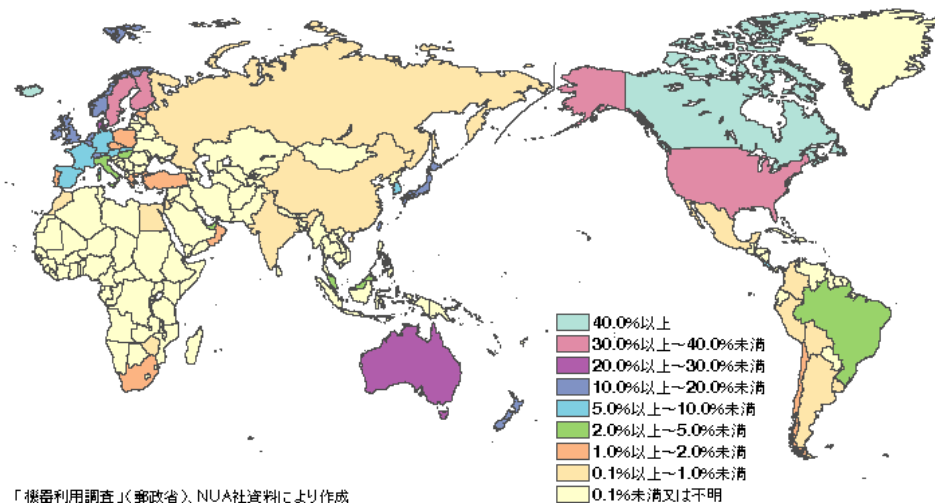 40.0%以上
30.0%以上～40.0%未満
20.0%以上～30.0%未満
10.0%以上～20.0%未満
5.0%以上～10.0%未満
2.0%以上～5.0%未満
1.0%以上～2.0%未満
0.1%以上～1.0%未満
0.1%未満又は不明
「機器利用調査」(郵政省)、NUA社資料により作成